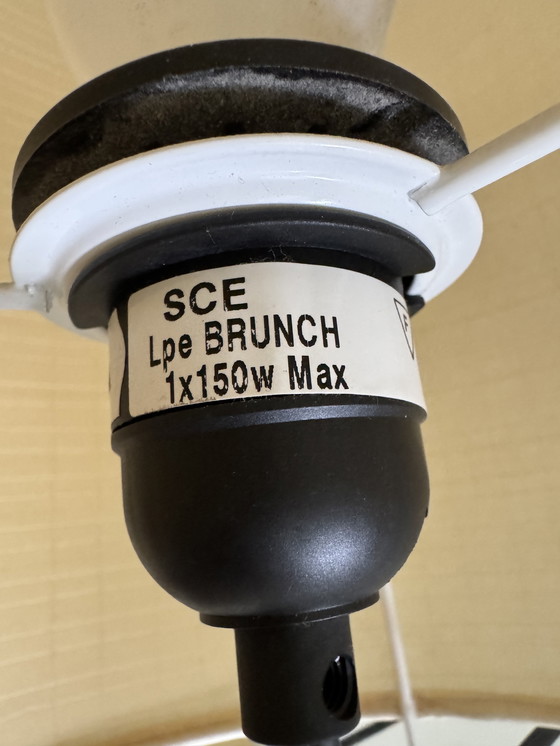 SCE
Lpe BRUNCH
1x150w Max
F